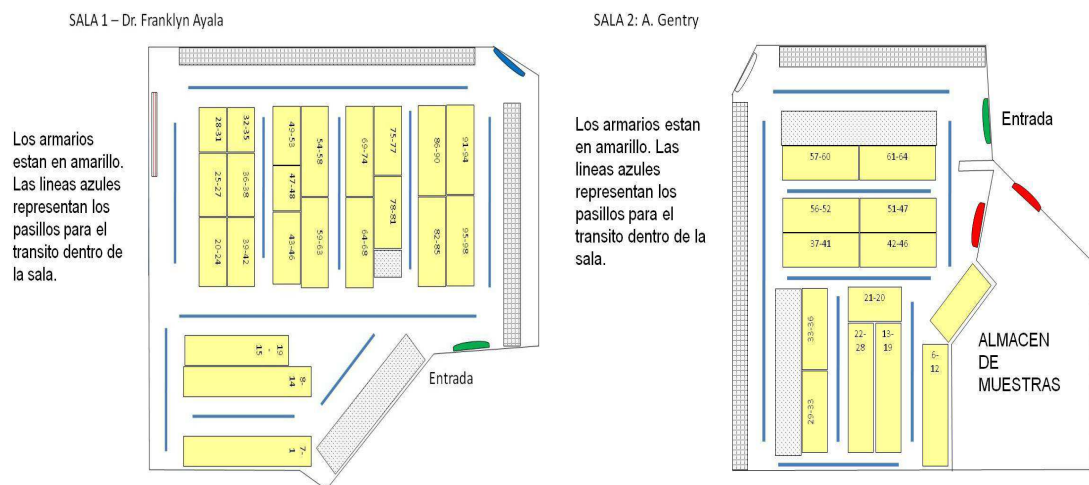 SALA 1 – Dr. Franklyn Ayala
Los armarios
estan en amarillo.
Las lineas azules
representan los
pasillos para el
transito dentro de
la sala.
28-31
32-35
25-27
36-38
20-24
39-42
49-53
54-58
47-48
43-46
59-63
69-74
75-77
78-81
64-68
86-90
91-94
82-85
95-98
19
-
15
8-
14
7-
1
Entrada
SALA 2: A. Gentry
Los armarios estan
en amarillo. Las
lineas azules
representan los
pasillos para el
transito dentro de la
sala.
Entrada
57-60
61-64
56-52
51-47
37-41
42-46
33-36
29-33
21-20
22-
28
13-
19
6-
12
ALMACEN
DE
MUESTRAS